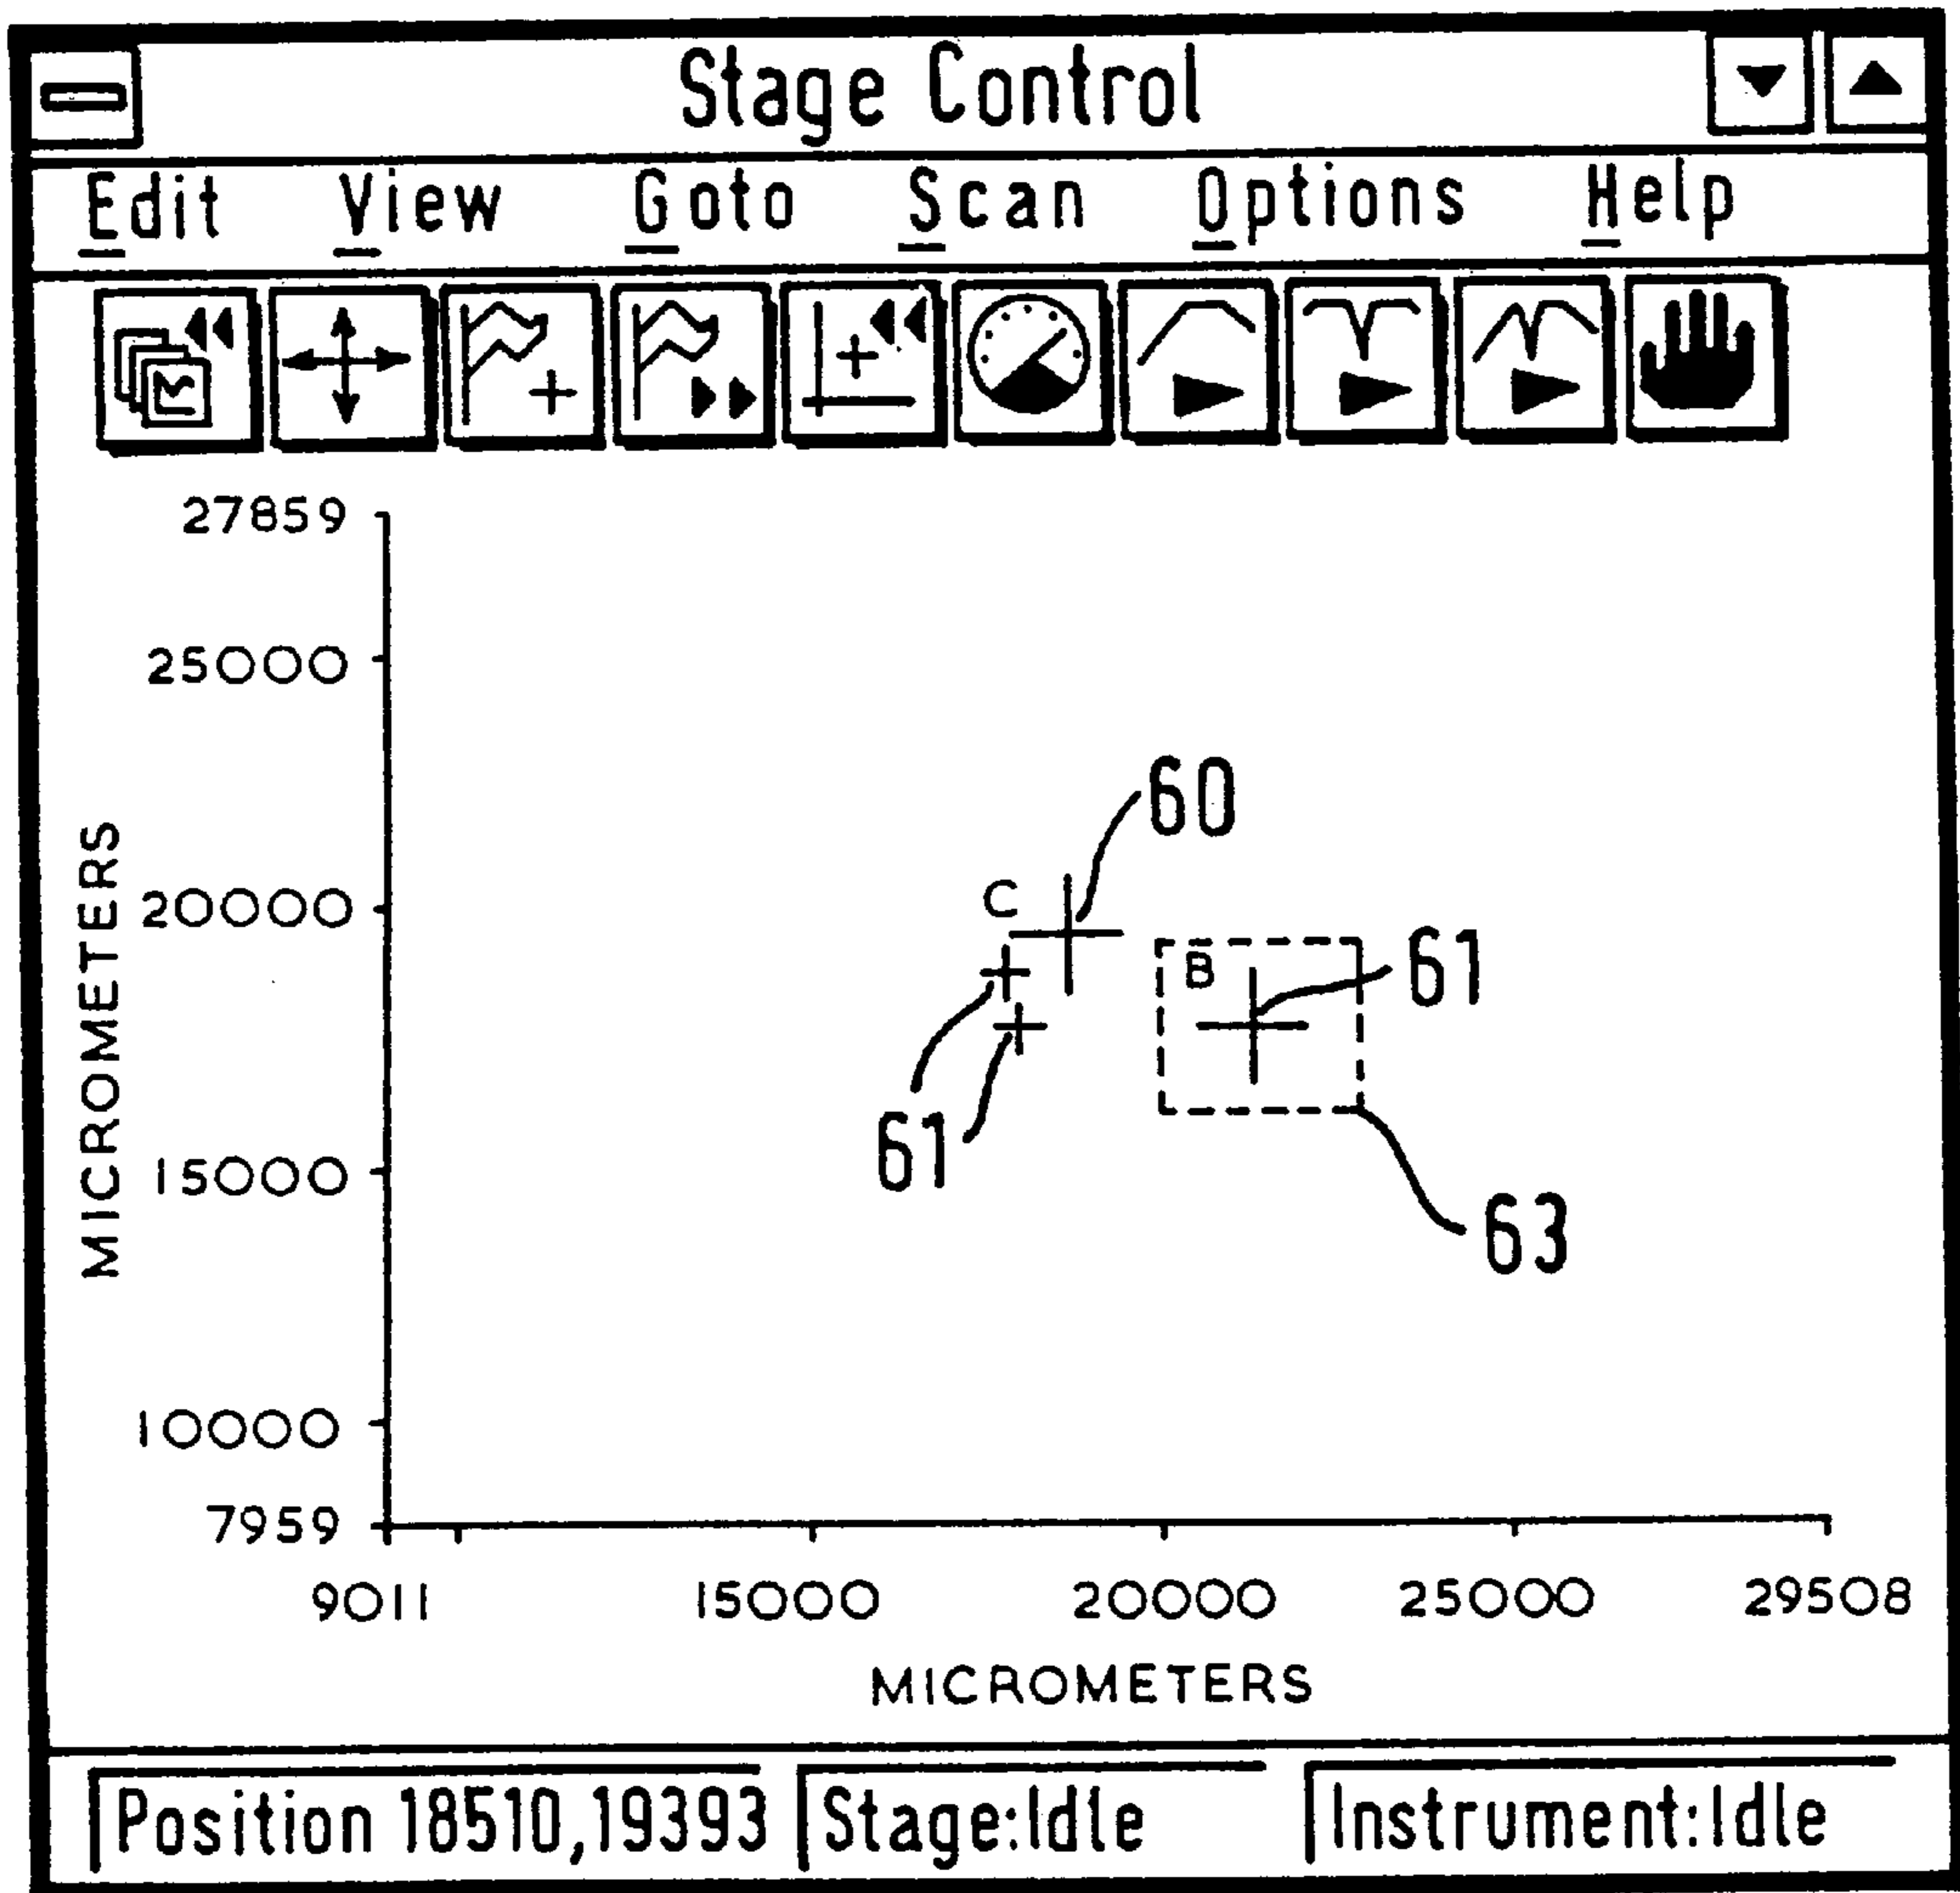 Stage Control
Edit View Goto Scan Options Help
27859
25000
60
C
20000
B
61
MICROMETERS
61
15000
63
10000
7959
9011 15000 20000 25000 29508
MICROMETERS
Position 18510,19393 Stage:Idle Instrument:Idle